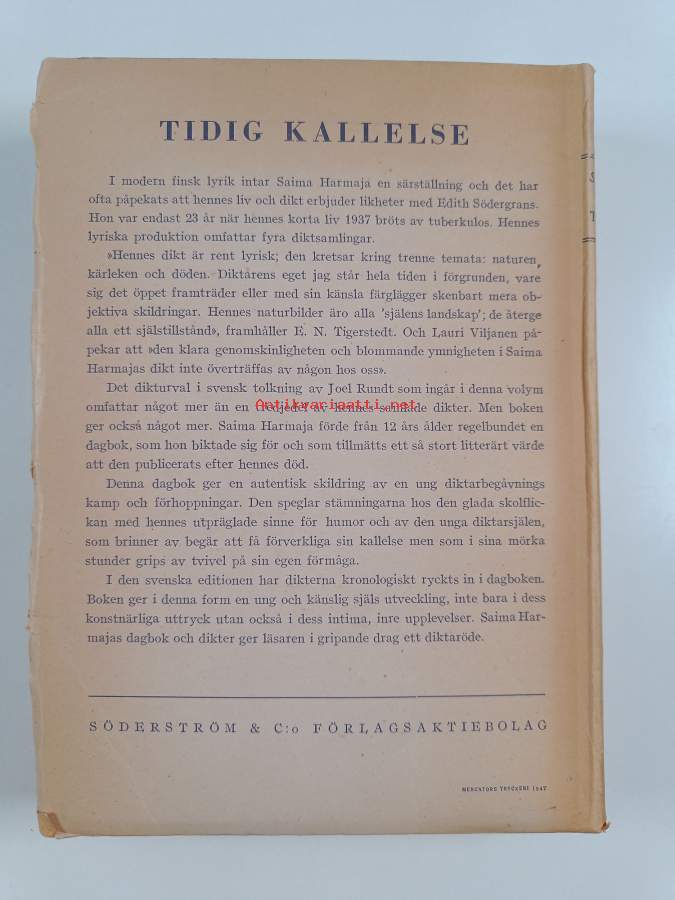 TIDIG KALLELSE
I modern finsk lyrik intar Saima Harmaja en särställning och det har
ofta påpekats att hennes liv och dikt erbjuder likheter med Edith Södergrans.
Hon var endast 23 år när hennes korta liv 1937 bröts av tuberkulos. Hennes
lyriska produktion omfattar fyra diktsamlingar.
»Hennes dikt är rent lyrisk; den kretsar kring trenne temata: naturen,
kärleken och döden. Diktarens eget jag står hela tiden i förgrunden, vare
sig det öppet framträder eller med sin känsla färglägger skenbart mera ob-
jektiva skildringar. Hennes naturbilder äro alla 'själens landskap'; de återge
alla ett själstillstånd», framhåller E. N. Tigerstedt. Och Lauri Viljanen på-
pekar att »den klara genomskinligheten och blommande ymnigheten i Saima
Harmajas dikt inte överträffas av någon hos oss».
Det dikturval i svensk tolkning av Joel Rundt som ingår i denna volym
omfattar något mer än en tredjedel av hennes samlade dikter. Men boken
Antikvariaatti.net
ger också något mer. Saima Harmaja förde från 12 års ålder regelbundet en
dagbok, som hon biktade sig för och som tillmätts ett så stort litterärt värde
att den publicerats efter hennes död.
Denna dagbok ger en autentisk skildring av en ung diktarbegåvnings
kamp och förhoppningar. Den speglar stämningarna hos den glada skolflic-
kan med hennes utpräglade sinne för humor och av den unga diktarsjälen,
som brinner av begär att få förverkliga sin kallelse men som i sina mörka
stunder grips av tvivel på sin egen förmåga.
I den svenska editionen har dikterna kronologiskt ryckts in i dagboken.
Boken ger i denna form en ung och känslig själs utveckling, inte bara i dess
konstnärliga uttryck utan också i dess intima, inre upplevelser. Saima Har-
majas dagbok och dikter ger läsaren i gripande drag ett diktaröde.
SÖDERSTRÖM & C:o FÖRLAGSAKTIEBOLAG
MERCATORS TRYCKERI 1947
S
T